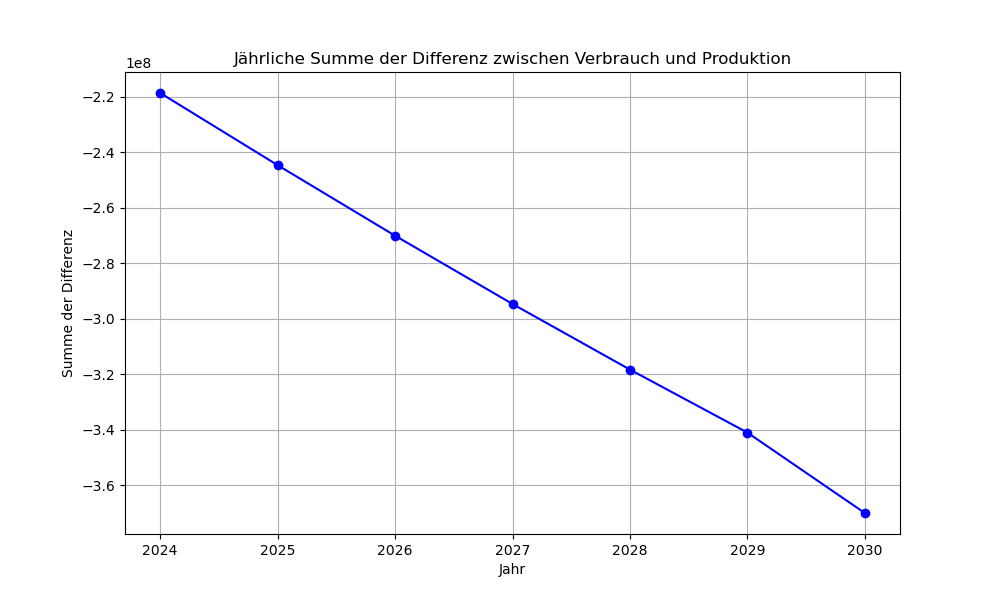 Jährliche Summe der Differenz zwischen Verbrauch und Produktion
1e8
−2.2
−2.4
−2.6
−2.8
−3.0
−3.2
−3.4
−3.6
Summe der Differenz
2024 2025 2026 2027 2028 2029 2030
Jahr